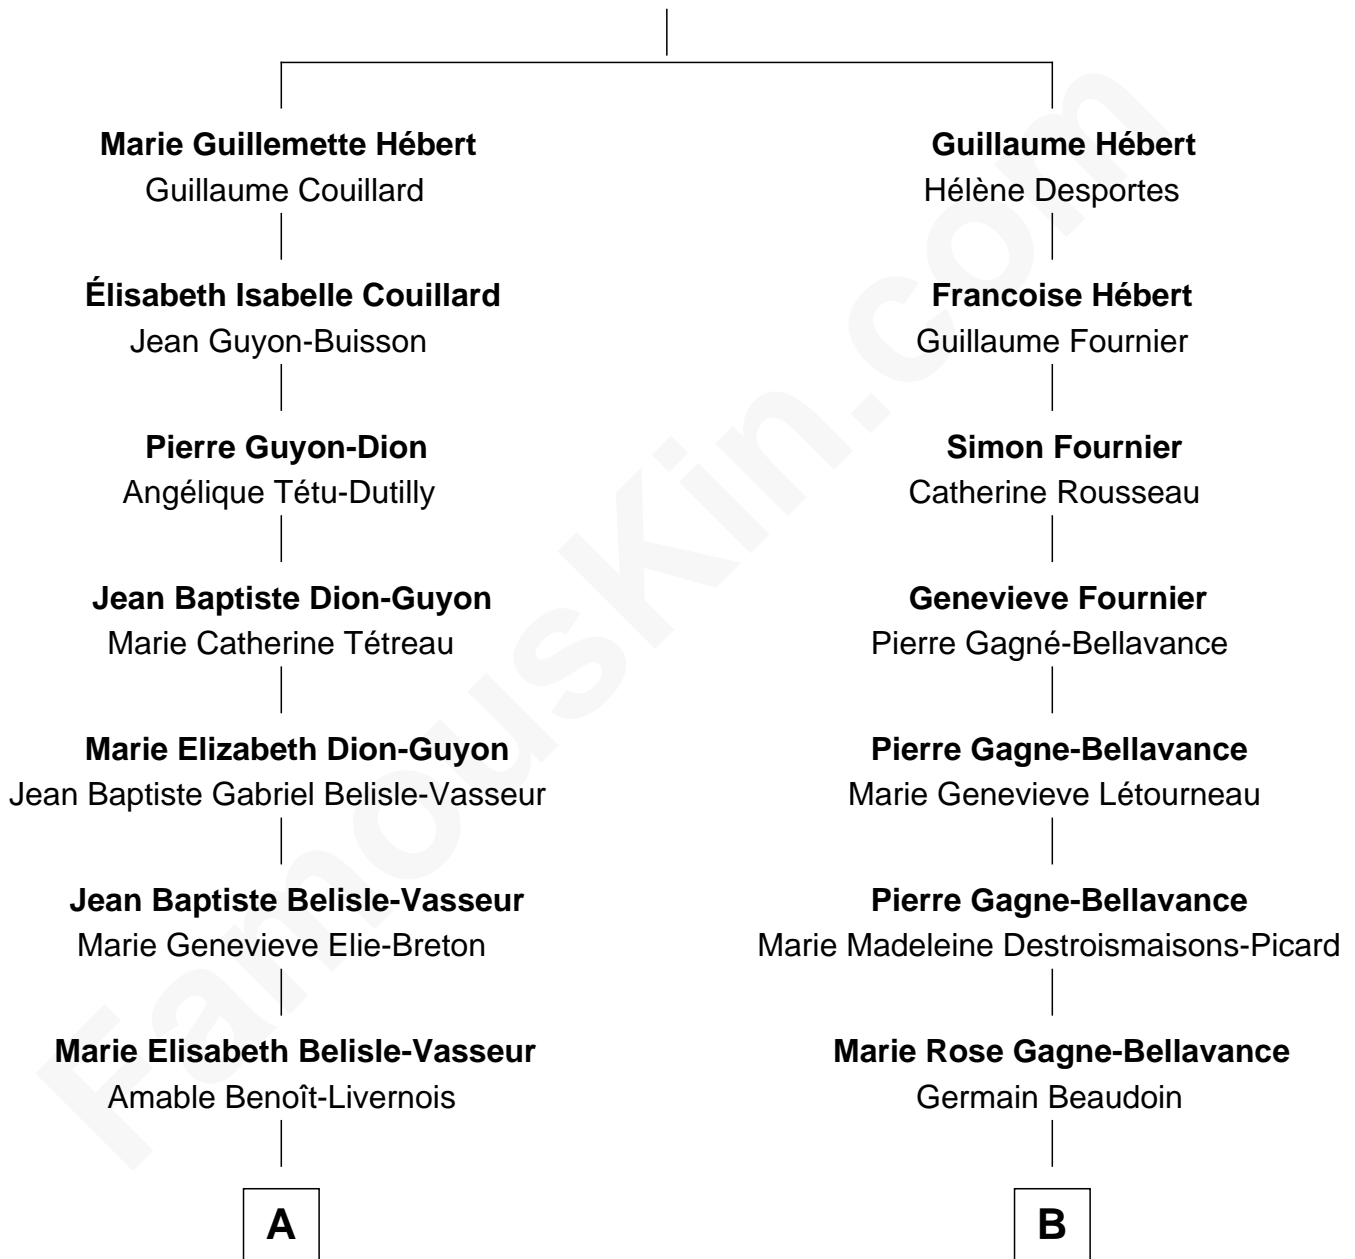 Marie Guillemette Hébert
Guillaume Couillard
Élisabeth Isabelle Couillard
Jean Guyon-Buisson
Pierre Guyon-Dion
Angélique Tétu-Dutilly
Jean Baptiste Dion-Guyon
Marie Catherine Tétreau
Marie Elizabeth Dion-Guyon
Jean Baptiste Gabriel Belisle-Vasseur
Jean Baptiste Belisle-Vasseur
Marie Genevieve Elie-Breton
Marie Elisabeth Belisle-Vasseur
Amable Benoît-Livernois
A
Guillaume Hébert
Hélène Desportes
Francoise Hébert
Guillaume Fournier
Simon Fournier
Catherine Rousseau
Genevieve Fournier
Pierre Gagné-Bellavance
Pierre Gagne-Bellavance
Marie Genevieve Létourneau
Pierre Gagne-Bellavance
Marie Madeleine Destroismaisons-Picard
Marie Rose Gagne-Bellavance
Germain Beaudoin
B
FamousKin.com